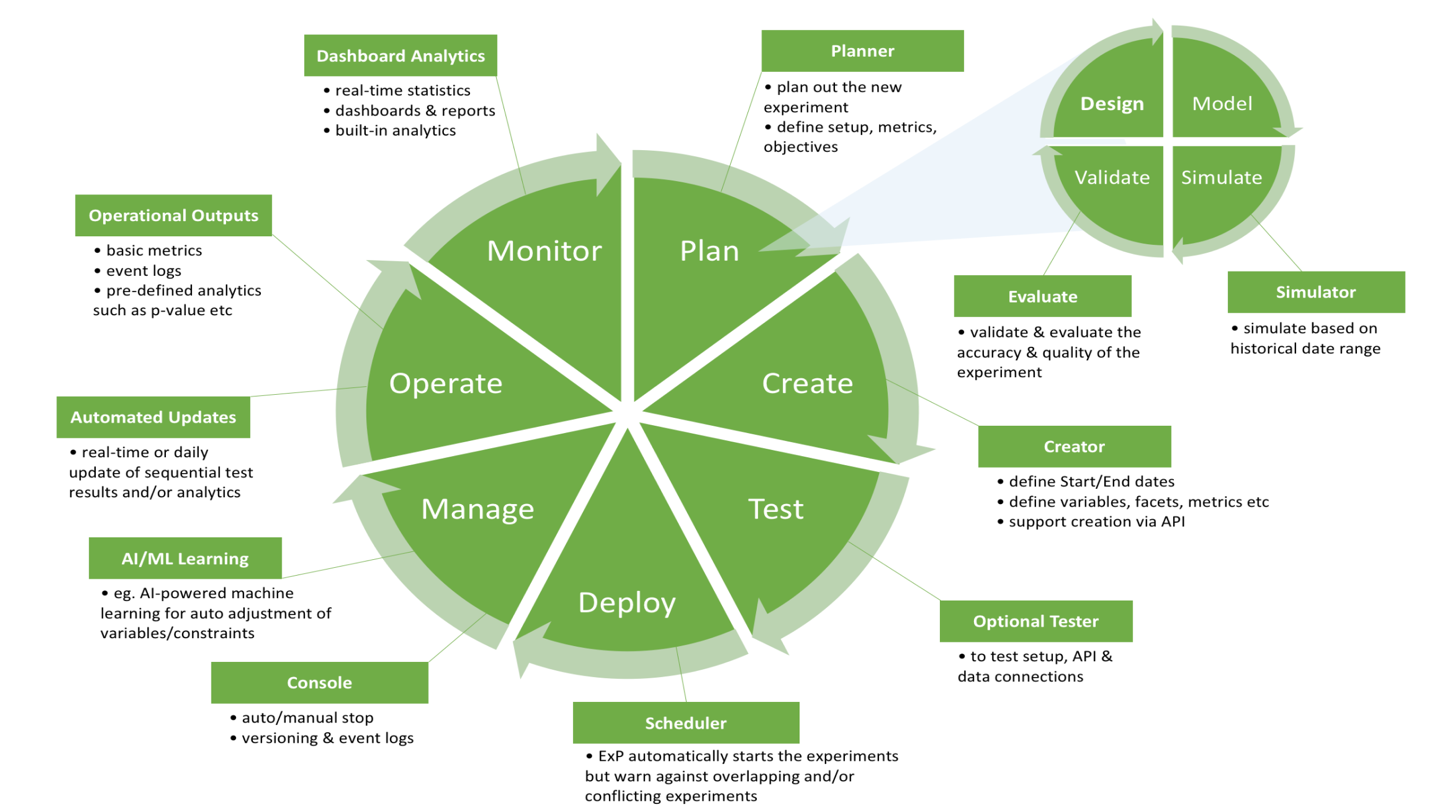 Dashboard Analytics
• real-time statistics
• dashboards & reports
• built-in analytics
Planner
• plan out the new
experiment
• define setup, metrics,
objectives
Design
Model
Validate
Simulate
Operational Outputs
• basic metrics
• event logs
• pre-defined analytics
such as p-value etc
Monitor
Plan
Evaluate
• validate & evaluate the
accuracy & quality of the
experiment
Simulator
• simulate based on
historical date range
Operate
Create
Automated Updates
• real-time or daily
update of sequential test
results and/or analytics
Creator
• define Start/End dates
• define variables, facets, metrics etc
• support creation via API
Manage
Test
AI/ML Learning
• eg. AI-powered machine
learning for auto adjustment of
variables/constraints
Deploy
Optional Tester
• to test setup, API &
data connections
Console
• auto/manual stop
• versioning & event logs
Scheduler
• ExP automatically starts the experiments
but warn against overlapping and/or
conflicting experiments